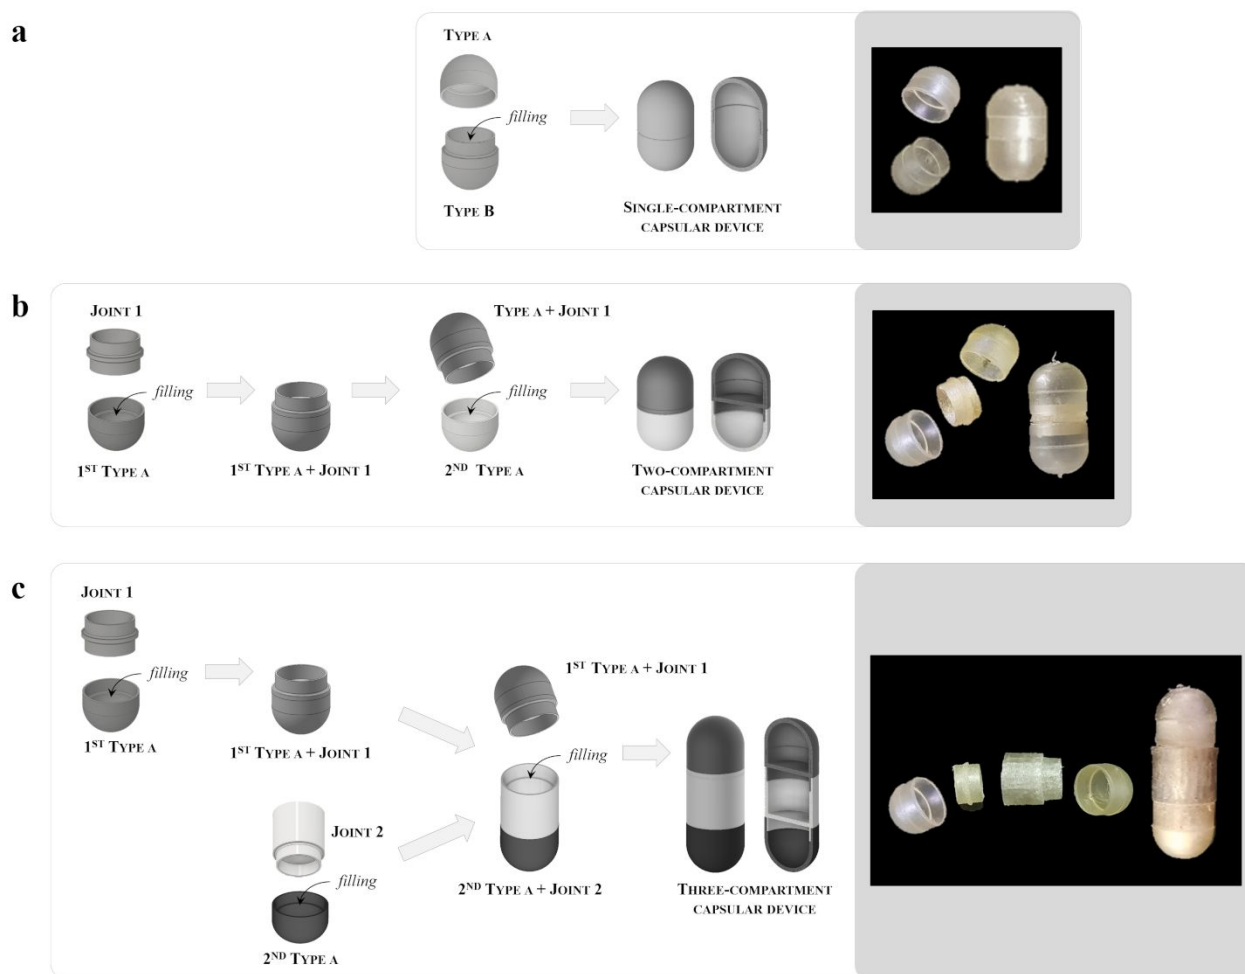 a
TYPE A
filling
TYPE B
SINGLE-COMPARTMENT
CAPSULAR DEVICE
b
JOINT 1
filling
1ST TYPE A
1ST TYPE A + JOINT 1
TYPE A + JOINT 1
filling
2ND TYPE A
TWO-COMPARTMENT
CAPSULAR DEVICE
c
JOINT 1
filling
1ST TYPE A
1ST TYPE A + JOINT 1
JOINT 2
filling
2ND TYPE A
1ST TYPE A + JOINT 1
filling
2ND TYPE A + JOINT 2
THREE-COMPARTMENT
CAPSULAR DEVICE